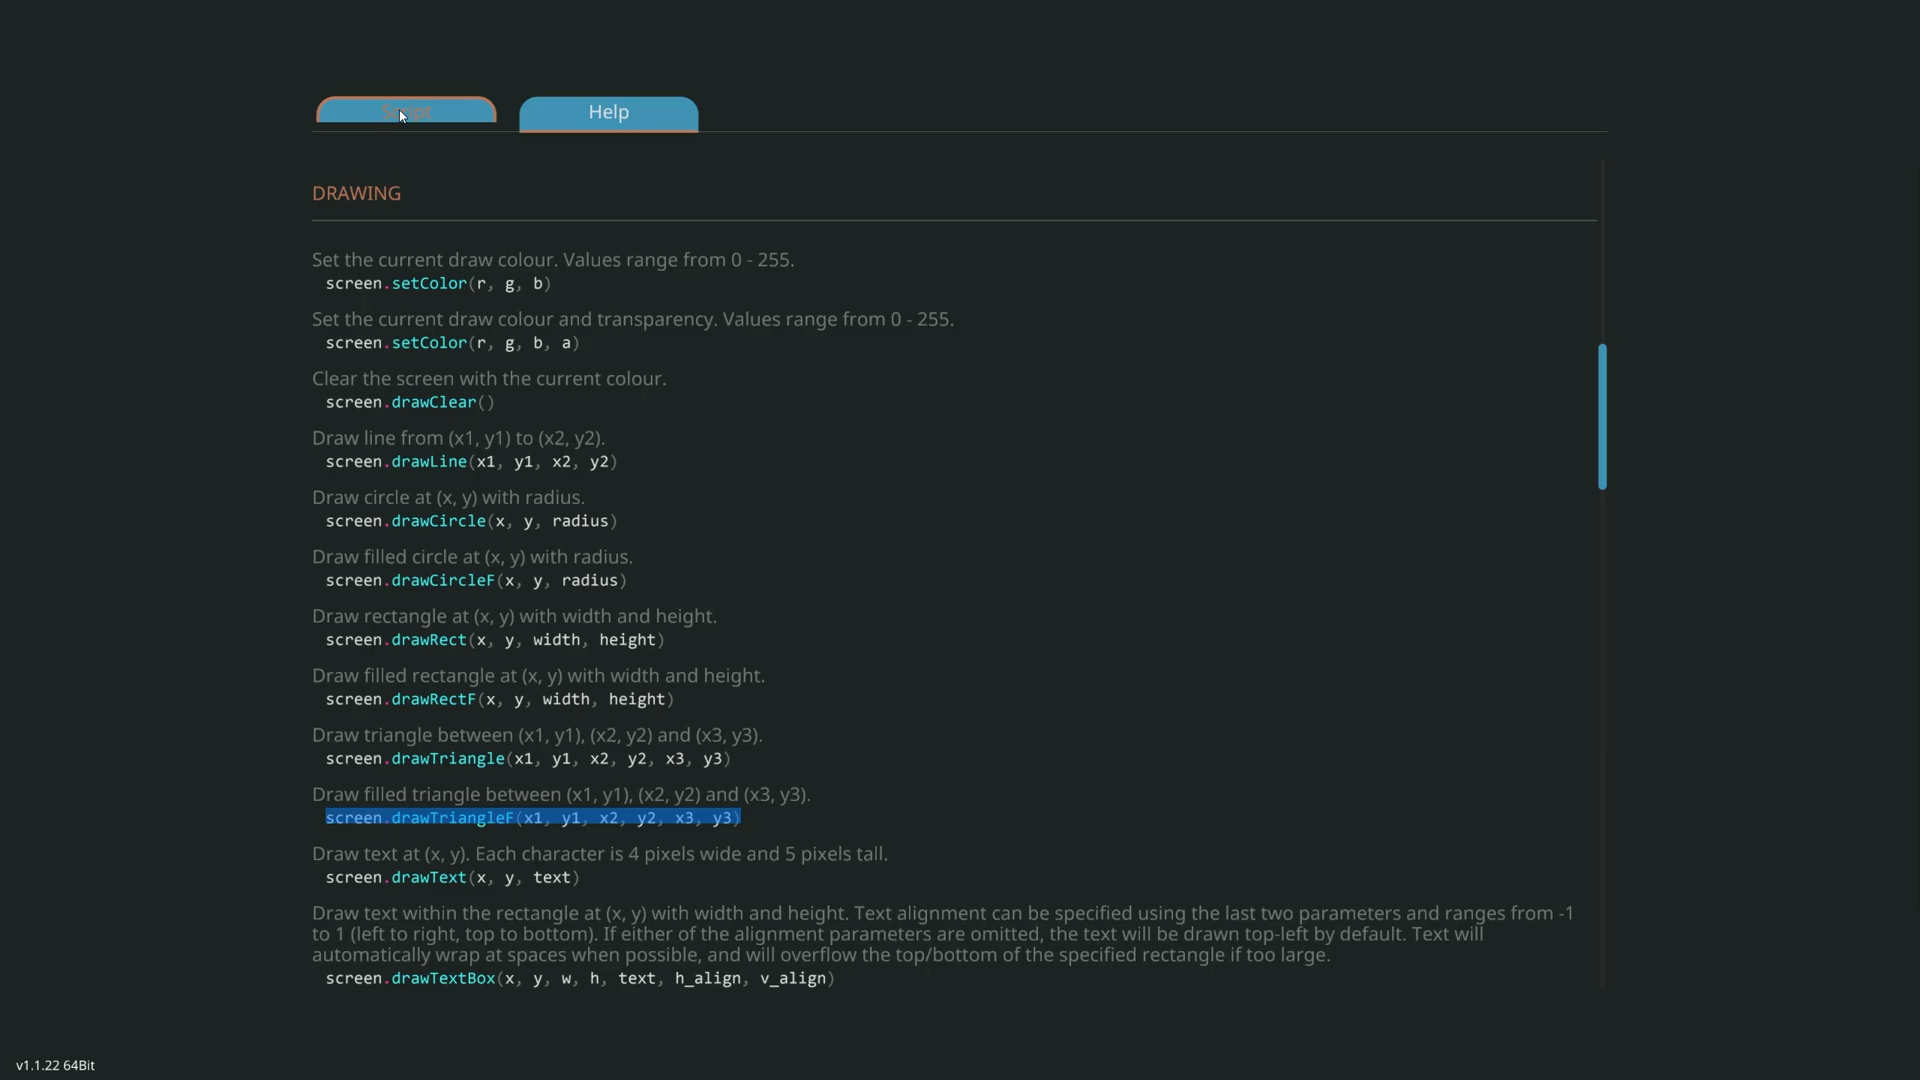 Script
Help
DRAWING
Set the current draw colour. Values range from 0 - 255.
screen.setColor(r, g, b)
Set the current draw colour and transparency. Values range from 0 - 255.
screen.setColor(r, g, b, a)
Clear the screen with the current colour.
screen.drawClear()
Draw line from (x1, y1) to (x2, y2).
screen.drawLine(x1, y1, x2, y2)
Draw circle at (x, y) with radius.
screen.drawCircle(x, y, radius)
Draw filled circle at (x, y) with radius.
screen.drawCircleF(x, y, radius)
Draw rectangle at (x, y) with width and height.
screen.drawRect(x, y, width, height)
Draw filled rectangle at (x, y) with width and height.
screen.drawRectF(x, y, width, height)
Draw triangle between (x1, y1), (x2, y2) and (x3, y3).
screen.drawTriangle(x1, y1, x2, y2, x3, y3)
Draw filled triangle between (x1, y1), (x2, y2) and (x3, y3).
screen.drawTriangleF(x1, y1, x2, y2, x3, y3)
Draw text at (x, y). Each character is 4 pixels wide and 5 pixels tall.
screen.drawText(x, y, text)
Draw text within the rectangle at (x, y) with width and height. Text alignment can be specified using the last two parameters and ranges from -1
to 1 (left to right, top to bottom). If either of the alignment parameters are omitted, the text will be drawn top-left by default. Text will
automatically wrap at spaces when possible, and will overflow the top/bottom of the specified rectangle if too large.
screen.drawTextBox(x, y, w, h, text, h_align, v_align)
v1.1.22 64Bit